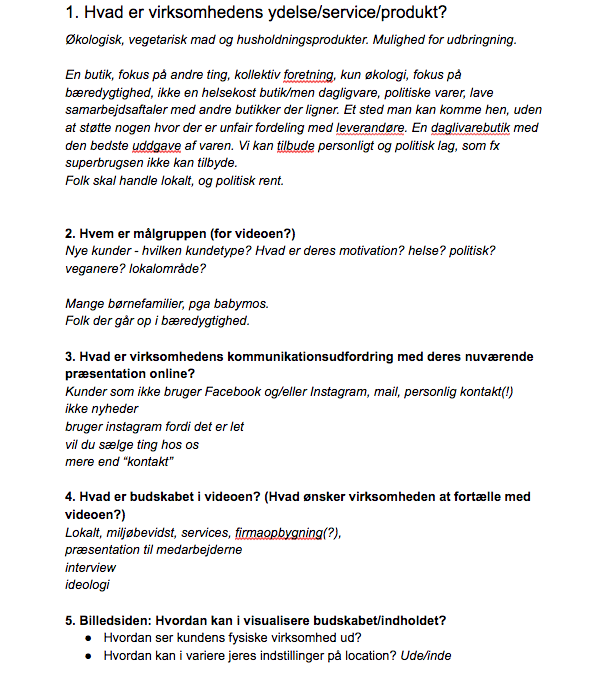 1. Hvad er virksomhedens ydelse/service/produkt?
Økologisk, vegetarisk mad og husholdningsprodukter. Mulighed for udbringning.
En butik, fokus på andre ting, kollektiv foretning, kun økologi, fokus på
bæredygtighed, ikke en helsekost butik/men dagligvare, politiske varer, lave
samarbejdsaftaler med andre butikker der ligner. Et sted man kan komme hen, uden
at støtte nogen hvor der er unfair fordeling med leverandøre. En daglivarebutik med
den bedste uddgave af varen. Vi kan tilbude personligt og politisk lag, som fx
superbrugsen ikke kan tilbyde.
Folk skal handle lokalt, og politisk rent.
2. Hvem er målgruppen (for videoen?)
Nye kunder - hvilken kundetype? Hvad er deres motivation? helse? politisk?
veganere? lokalområde?
Mange børnefamilier, pga babymos.
Folk der går op i bæredygtighed.
3. Hvad er virksomhedens kommunikationsudfordring med deres nuværende
præsentation online?
Kunder som ikke bruger Facebook og/eller Instagram, mail, personlig kontakt(!)
ikke nyheder
bruger instagram fordi det er let
vil du sælge ting hos os
mere end “kontakt”
4. Hvad er budskabet i videoen? (Hvad ønsker virksomheden at fortælle med
videoen?)
Lokalt, miljøbevidst, services, firmaopbygning(?),
præsentation til medarbejderne
interview
ideologi
5. Billedsiden: Hvordan kan i visualisere budskabet/indholdet?
● Hvordan ser kundens fysiske virksomhed ud?
● Hvordan kan i variere jeres indstillinger på location? Ude/inde